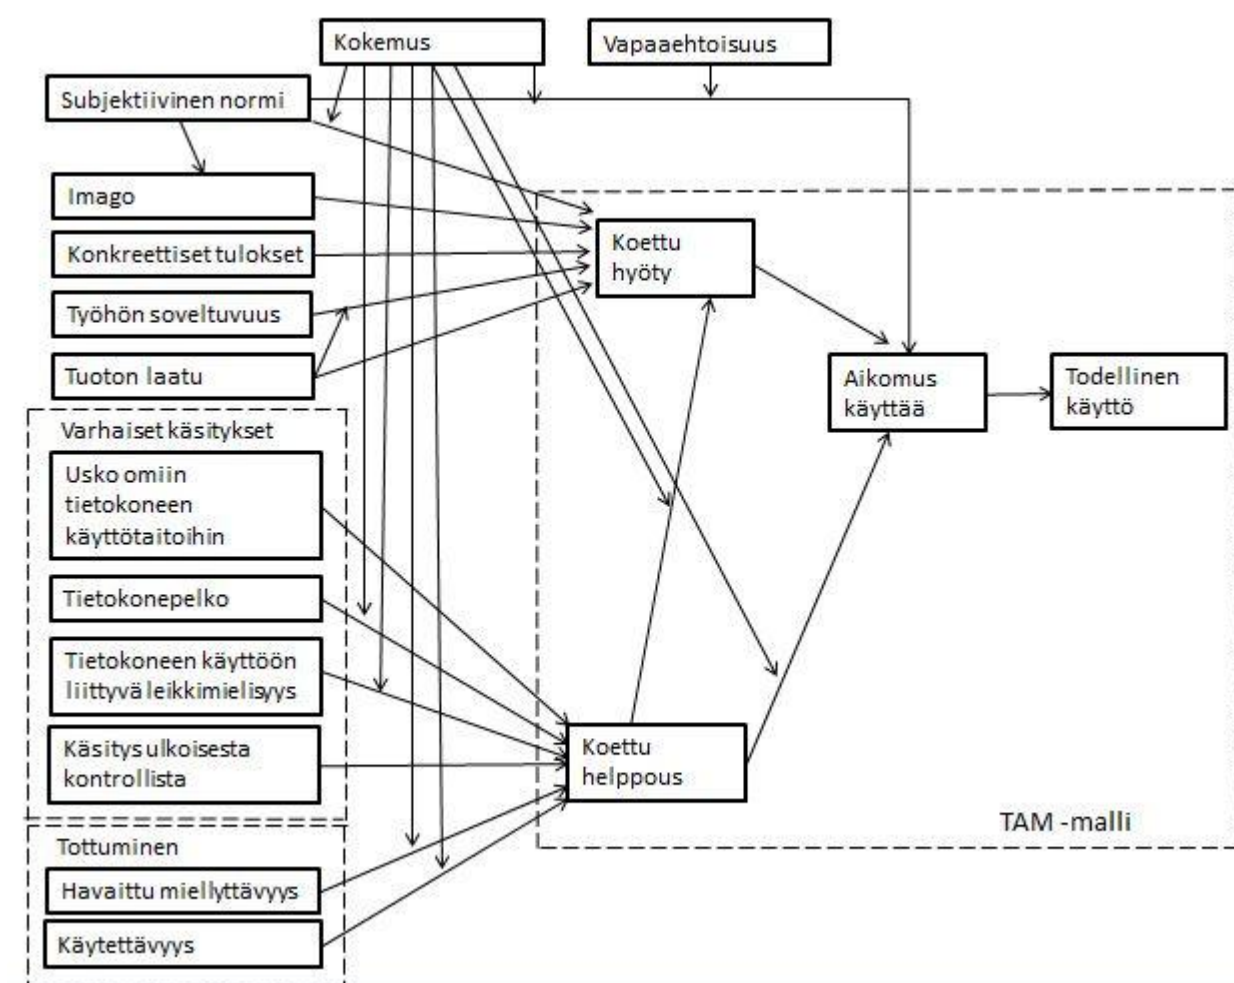 Kokemus
Vapaaehtoisuus
Subjektiivinen normi
Imago
Konkreettiset tulokset
Työhön soveltuvuus
Tuoton laatu
Koettu
hyöty
Aikomus
käyttää
Todellinen
käyttö
Varhaiset käsitykset
Usko omiin
tietokoneen
käyttötaitoihin
Tietokonepelko
Tietokoneen käyttöön
liittyvä leikkimielisyys
Käsitys ulkoisesta
kontrollista
Koettu
helppous
TAM -malli
Tottuminen
Havaittu miellyttävyys
Käytettävyys